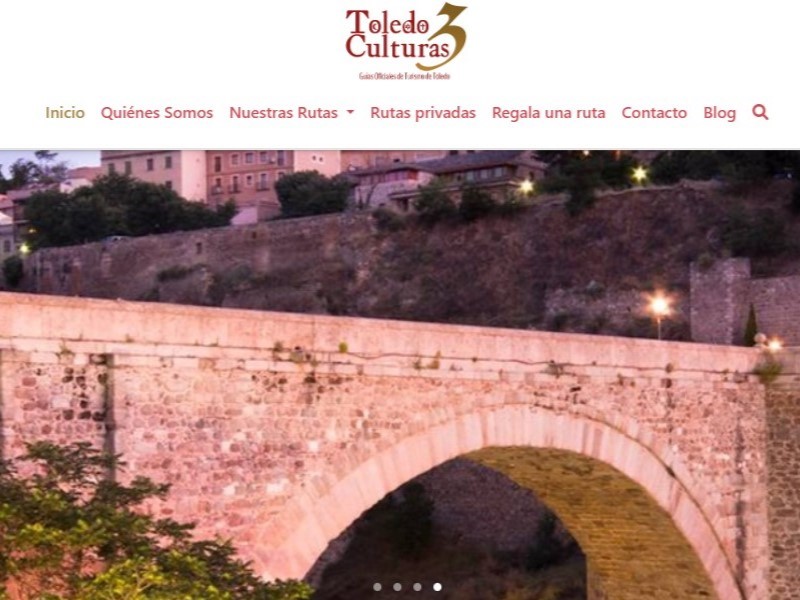 Toledo 3
Culturas
Guías Oficiales de Turismo de Toledo
Inicio Quiénes Somos Nuestras Rutas Rutas privadas Regala una ruta Contacto Blog